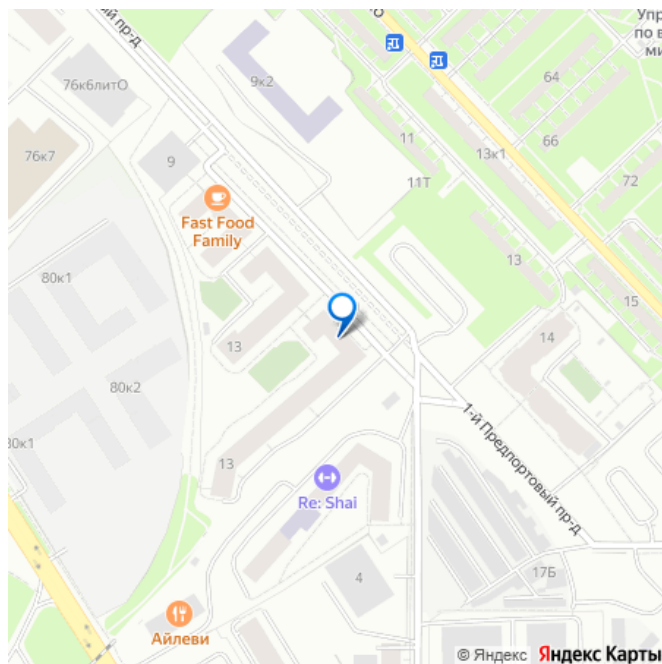 ый пр-д
Упр
по в
ми
76к6литО
9к2
64
11
13к1
66
76к7
9
11Т
72
Fast Food
Family
80к1
13
15
14
13
80к2
1-й Предпортовый пр-д
80к1
13
Re: Shai
17Б
4
Айлеви
© Яндекс Яндекс Карты